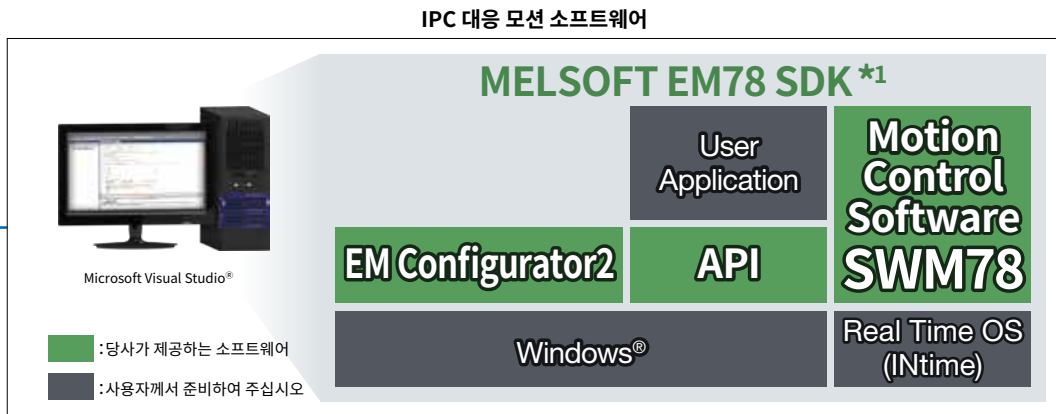 IPC 대응 모션 소프트웨어
MELSOFT EM78 SDK *1
User
Application
Motion
Control
Software
SWM78
EM Configurator2
API
Microsoft Visual Studio®
Windows®
Real Time OS
(INtime)
:당사가 제공하는 소프트웨어
:사용자께서 준비하여 주십시오